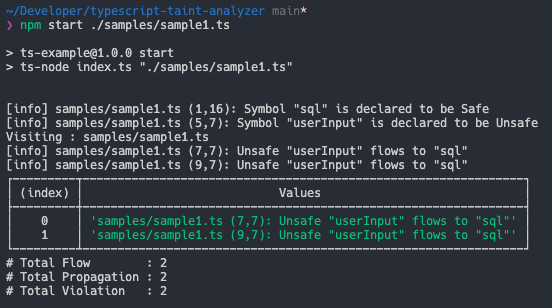 ~/Developer/typescript-taint-analyzer main*
❯ npm start ./samples/sample1.ts
> ts-example@1.0.0 start
> ts-node index.ts "./samples/sample1.ts"
[info] samples/sample1.ts (1,16): Symbol "sql" is declared to be Safe
[info] samples/sample1.ts (5,7): Symbol "userInput" is declared to be Unsafe
Visiting : samples/sample1.ts
[info] samples/sample1.ts (7,7): Unsafe "userInput" flows to "sql"
[info] samples/sample1.ts (9,7): Unsafe "userInput" flows to "sql"
(index) Values
0 'samples/sample1.ts (7,7): Unsafe "userInput" flows to "sql"'
1 'samples/sample1.ts (9,7): Unsafe "userInput" flows to "sql"'
# Total Flow : 2
# Total Propagation : 2
# Total Violation : 2